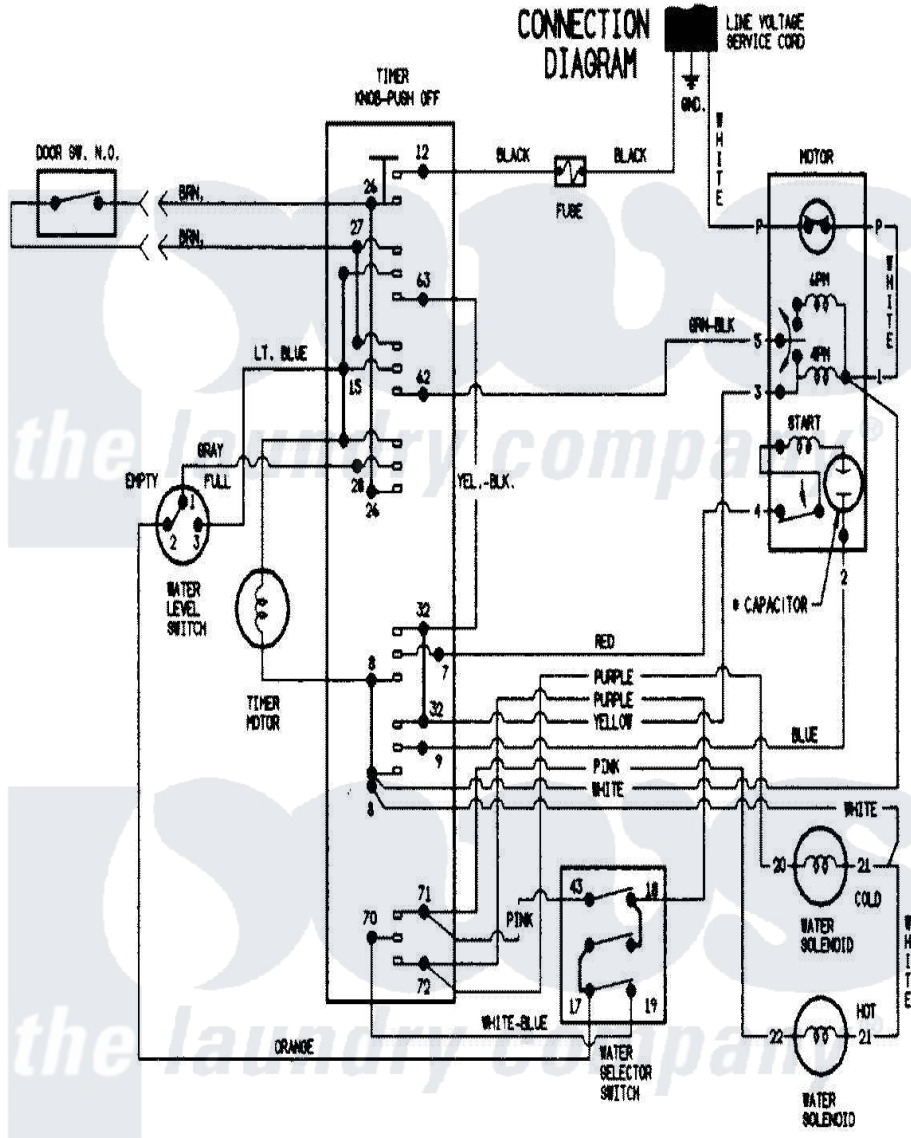 CONNECTION
DIAGRAM
LINE VOLTAGE
SERVICE CORD
GND.
TIMER
KNOB-PUSH OFF
DOOR SW. N.O.
12
BLACK
BLACK
FUSE
WHITE
MOTOR
BRN.
26
BRN.
27
P
P
WHITE
63
6PM
GRN-BLK
5
4PM
LT. BLUE
15
62
3
1
START
GRAY
EMPTY
FULL
28
26
YEL.-BLK.
1
2
3
4
2
WATER
LEVEL
SWITCH
* CAPACITOR
TIMER
MOTOR
32
RED
7
8
PURPLE
PURPLE
32
YELLOW
BLUE
9
PINK
WHITE
8
WHITE
20
21
COLD
WATER
SOLENOID
71
43
18
70
PINK
72
17
19
WHITE
WHITE-BLUE
HOT
22
21
ORANGE
WATER
SELECTOR
SWITCH
WATER
SOLENOID
the laundry company®
the laundry company